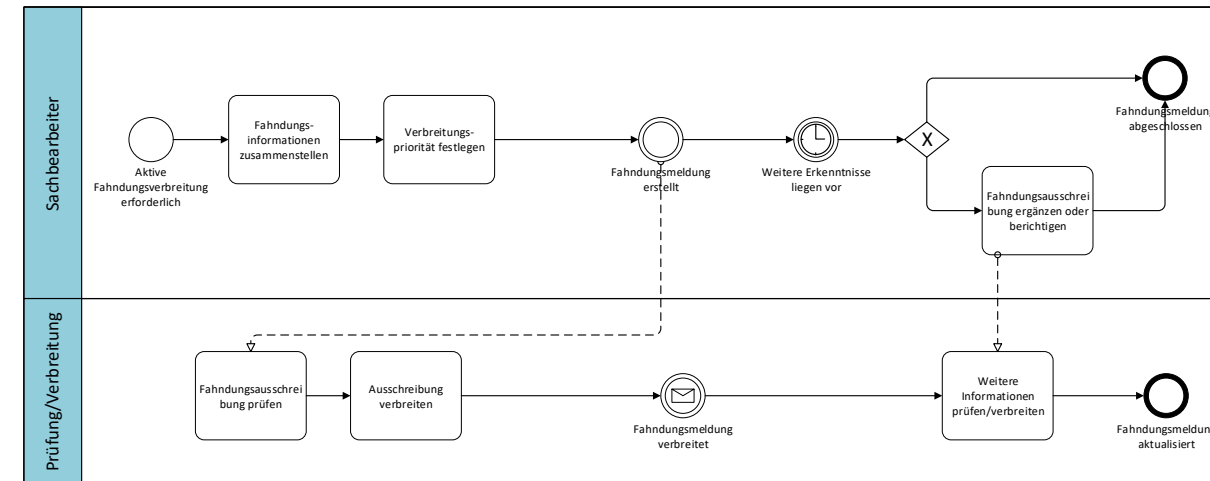 Sachbearbeiter
Aktive
Fahndungsverbreitung
erforderlich
Fahndungs-
informationen
zusammenstellen
Verbreitungs-
priorität festlegen
Fahndungsmeldung
erstellt
Weitere Erkenntnisse
liegen vor
X
Fahndungsausschrei
bung ergänzen oder
berichtigen
Fahndungsmeldung
abgeschlossen
Prüfung/Verbreitung
Fahndungsausschrei
bung prüfen
Ausschreibung
verbreiten
Fahndungsmeldung
verbreitet
Weitere
Informationen
prüfen/verbreiten
Fahndungsmeldung
aktualisiert